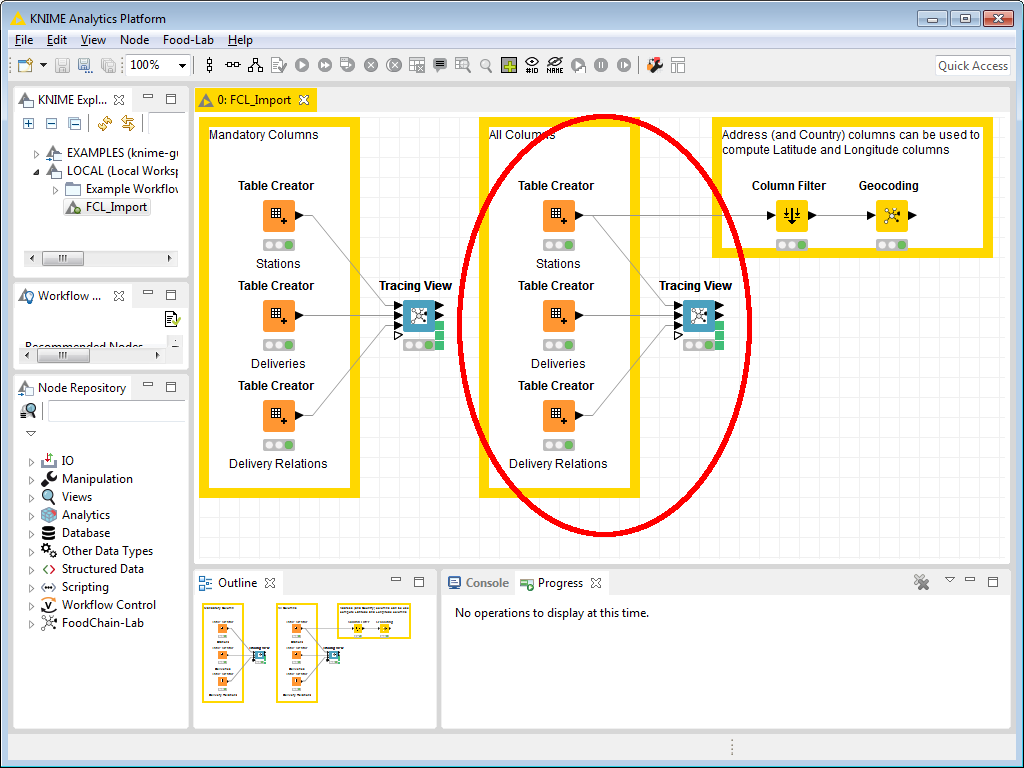 KNIME Analytics Platform
File Edit View Node Food-Lab Help
100%
#ID
NAME
Quick Access
KNIME Expl...
EXAMPLES (knime-gu
LOCAL (Local Worksp
Example Workflow
FCL_Import
Workflow ...
Recommended Nodes
Node Repository
IO
Manipulation
Views
Analytics
Database
Other Data Types
Structured Data
Scripting
Workflow Control
FoodChain-Lab
0: FCL_Import
Mandatory Columns
Table Creator
Stations
Table Creator
Deliveries
Table Creator
Delivery Relations
Tracing View
All Columns
Table Creator
Stations
Table Creator
Deliveries
Table Creator
Delivery Relations
Tracing View
Address (and Country) columns can be used to
compute Latitude and Longitude columns
Column Filter
Geocoding
Outline
Console
Progress
No operations to display at this time.